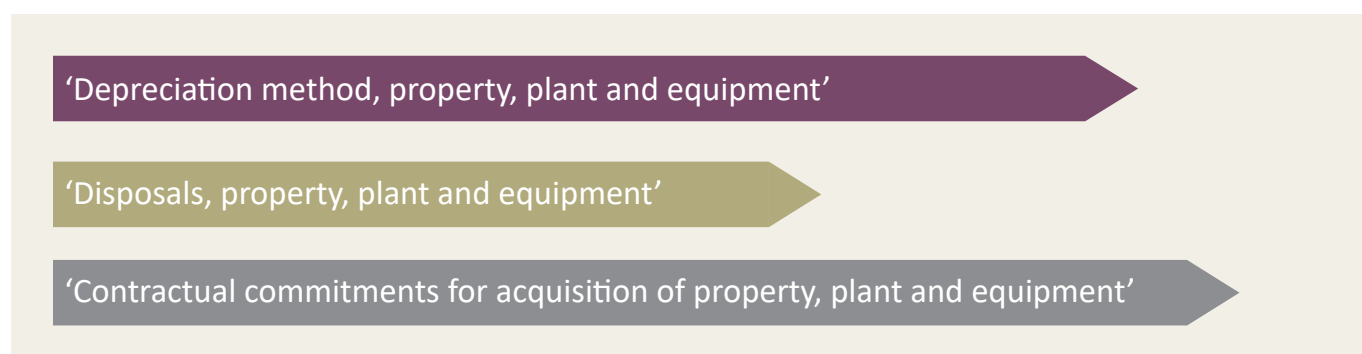 ‘Depreciation method, property, plant and equipment’
‘Disposals, property, plant and equipment’
‘Contractual commitments for acquisition of property, plant and equipment’